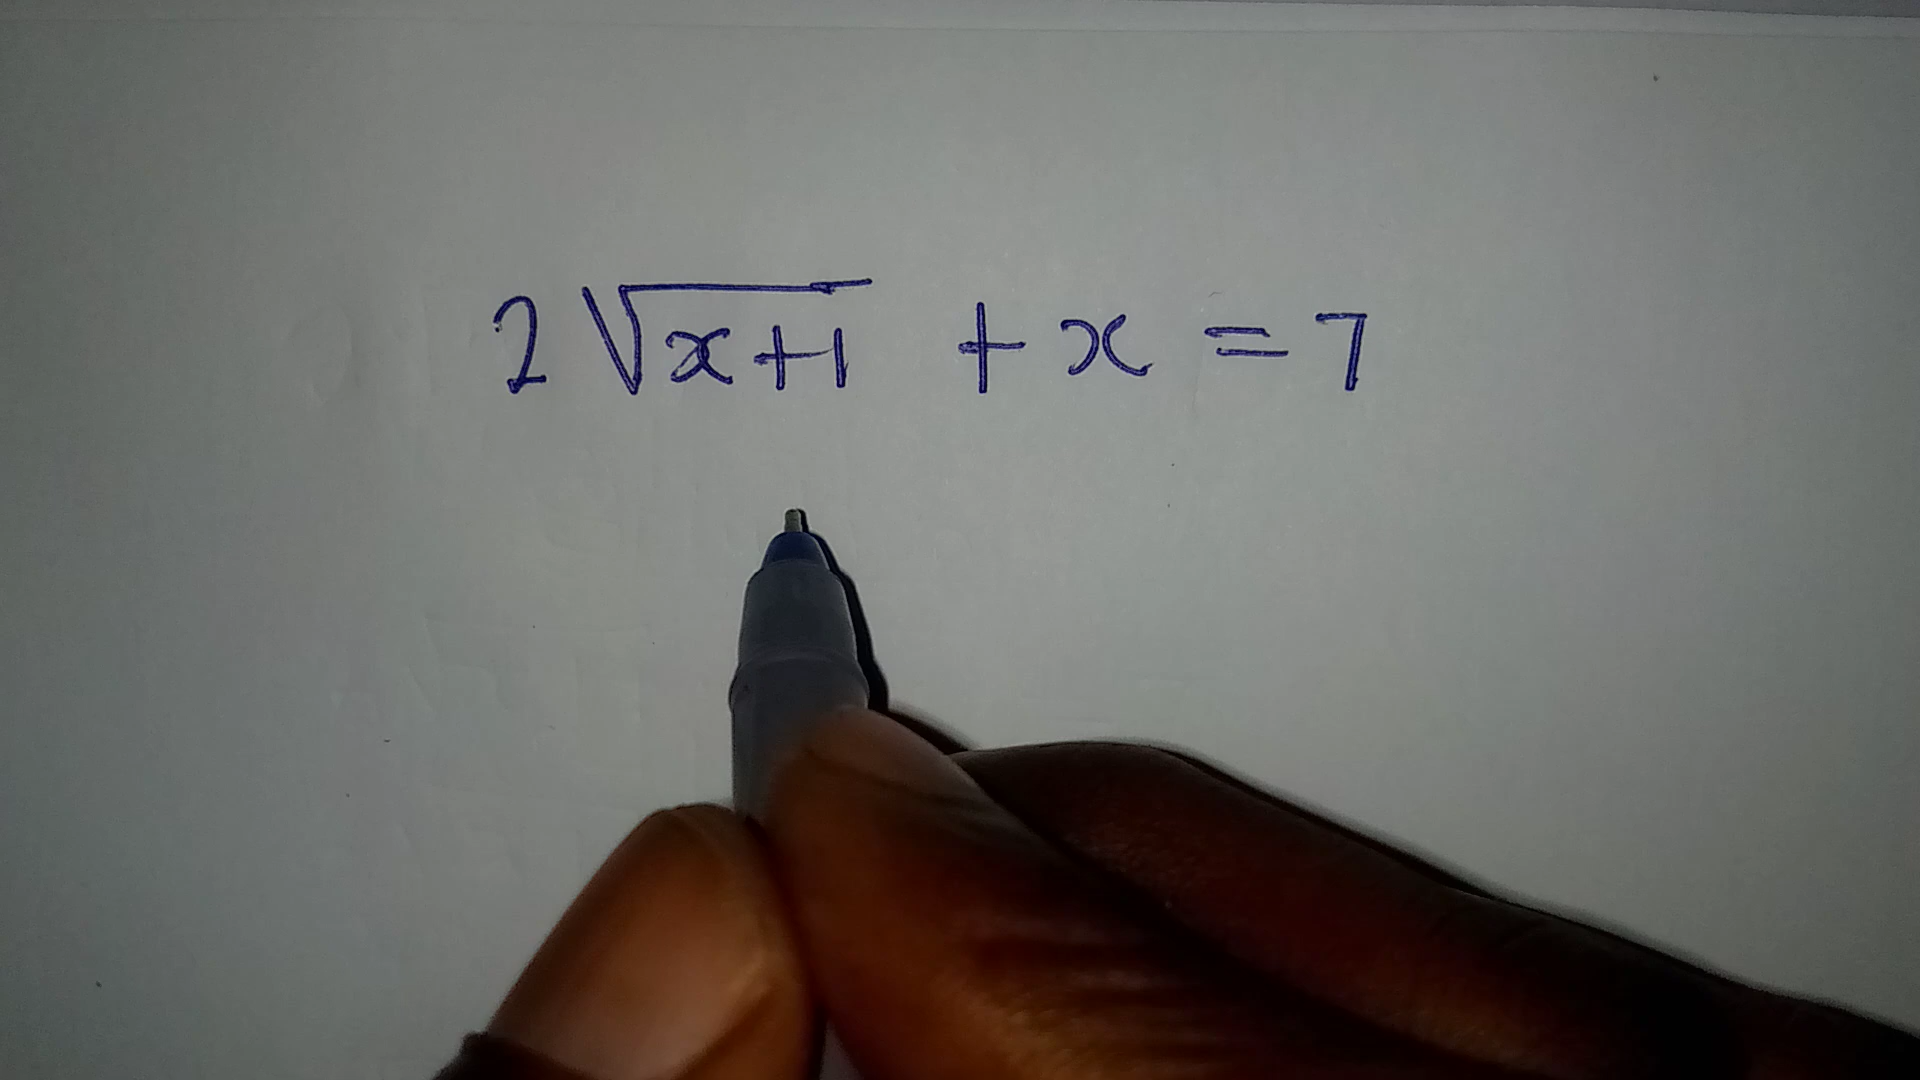 2√(x+1) + x = 7